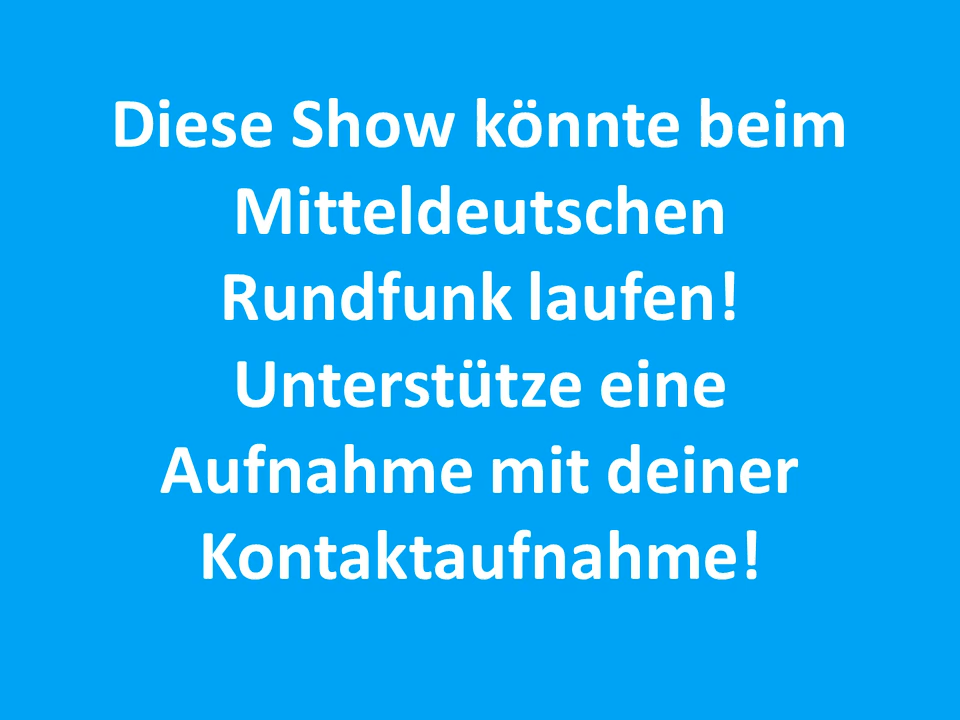 Diese Show könnte beim
Mitteldeutschen
Rundfunk laufen!
Unterstütze eine
Aufnahme mit deiner
Kontaktaufnahme!